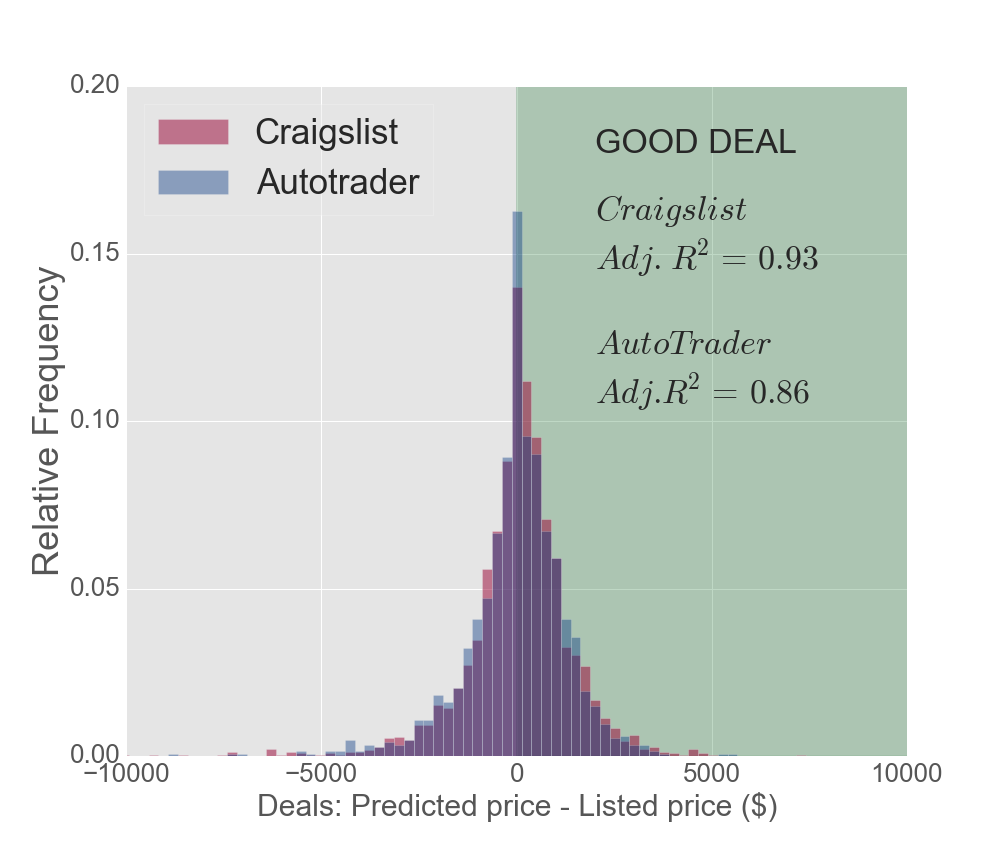 0.20
Craigslist
Autotrader
GOOD DEAL
Craigslist
Adj. R² = 0.93
AutoTrader
Adj.R² = 0.86
0.15
0.10
0.05
0.00
Relative Frequency
−10000
−5000
0
5000
10000
Deals: Predicted price - Listed price ($)